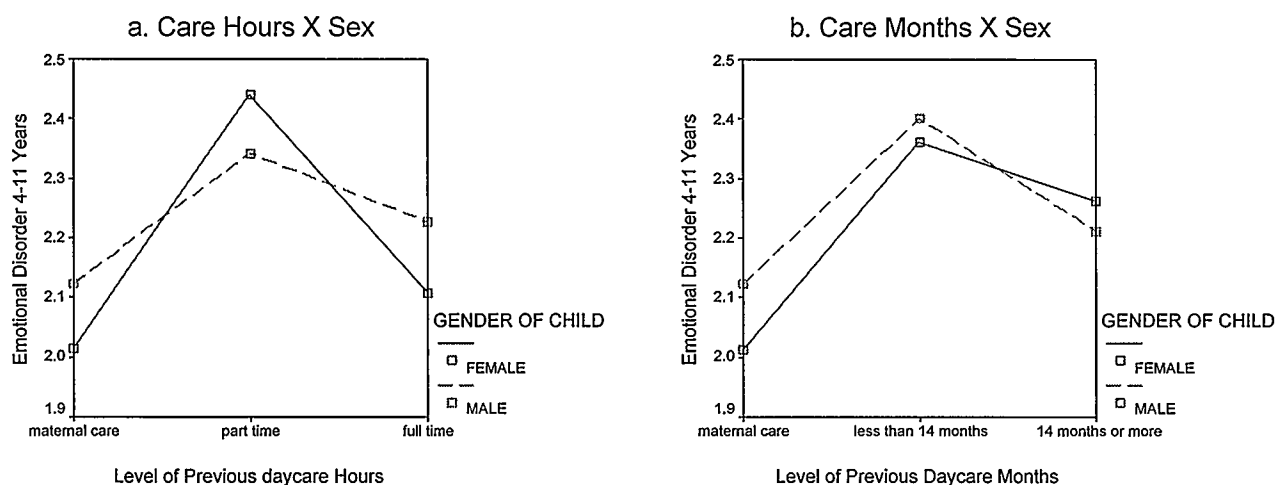 a. Care Hours X Sex
Emotional Disorder 4-11 Years
2.5
2.4
2.3
2.2
2.1
2.0
1.9
maternal care
part time
full time
Level of Previous daycare Hours
GENDER OF CHILD
FEMALE
MALE
b. Care Months X Sex
Emotional Disorder 4-11 Years
2.5
2.4
2.3
2.2
2.1
2.0
1.9
maternal care
less than 14 months
14 months or more
Level of Previous Daycare Months
GENDER OF CHILD
FEMALE
MALE